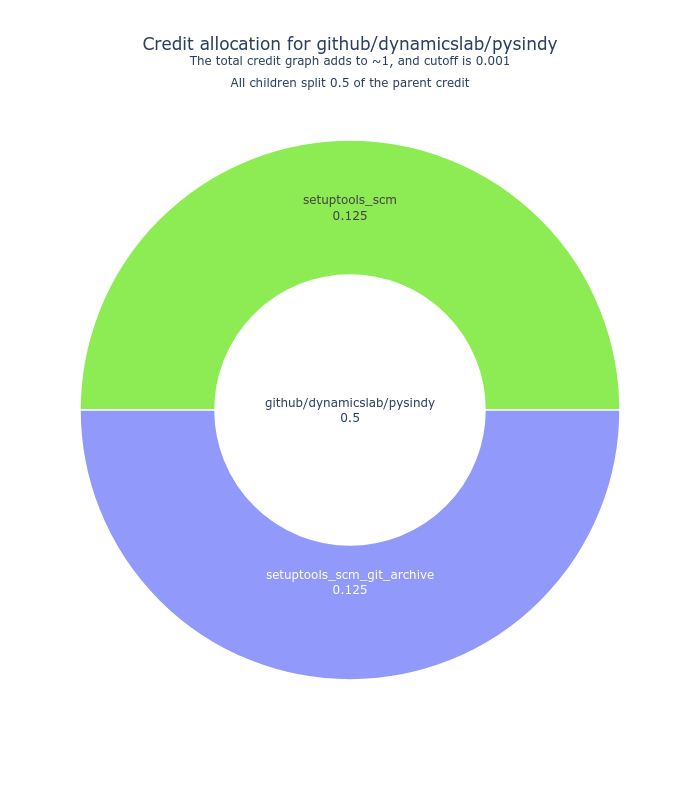 Credit allocation for github/dynamicslab/pysindy
The total credit graph adds to ~1, and cutoff is 0.001
All children split 0.5 of the parent credit
setuptools_scm
0.125
github/dynamicslab/pysindy
0.5
setuptools_scm_git_archive
0.125